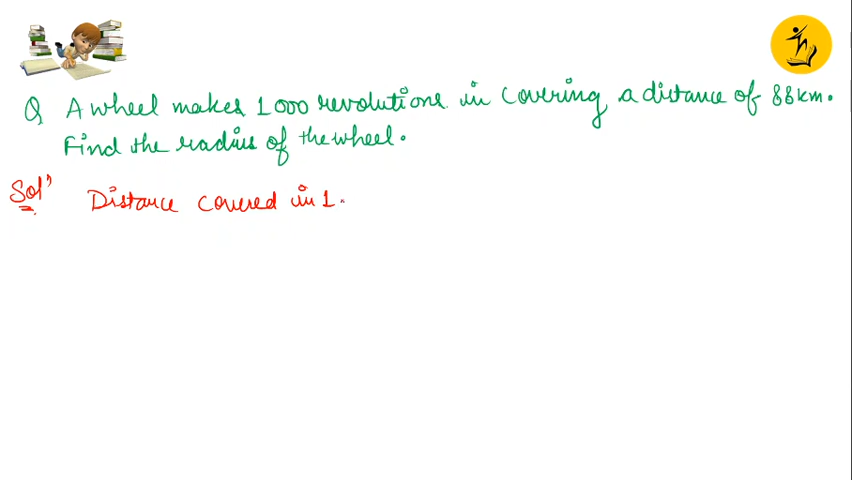 Q A wheel makes 1000 revolutions in covering a distance of 88km.
Find the radius of the wheel.
Sol' Distance covered in 1